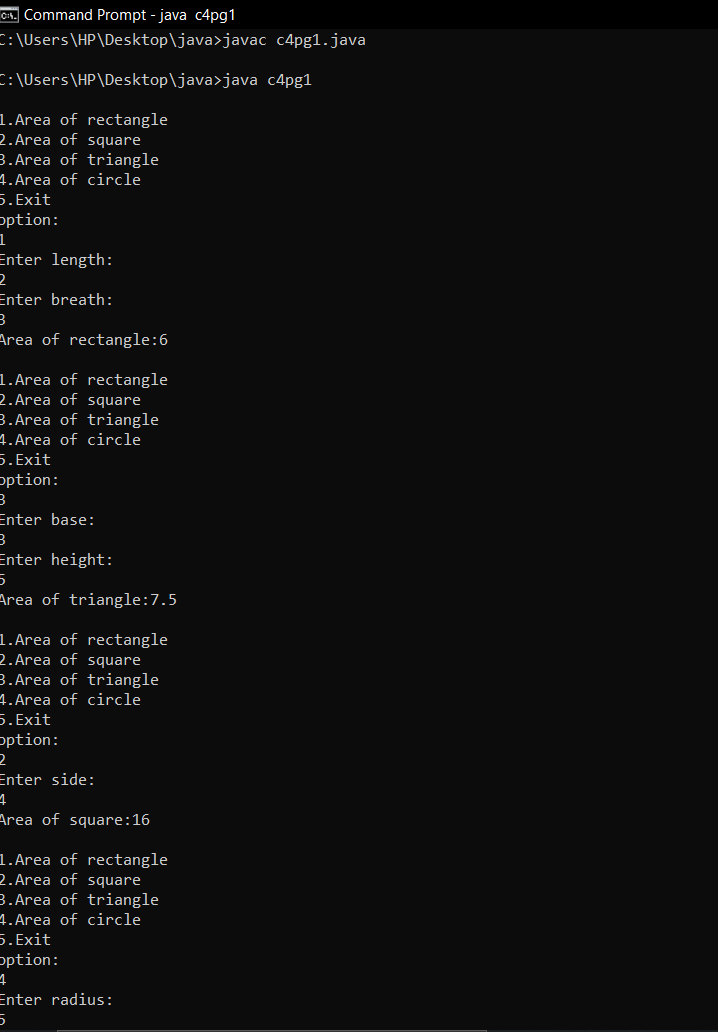 Command Prompt - java  c4pg1
C:\Users\HP\Desktop\java>javac c4pg1.java
C:\Users\HP\Desktop\java>java c4pg1
1.Area of rectangle
2.Area of square
3.Area of triangle
4.Area of circle
5.Exit
option:
1
Enter length:
2
Enter breath:
3
Area of rectangle:6
1.Area of rectangle
2.Area of square
3.Area of triangle
4.Area of circle
5.Exit
option:
3
Enter base:
3
Enter height:
5
Area of triangle:7.5
1.Area of rectangle
2.Area of square
3.Area of triangle
4.Area of circle
5.Exit
option:
2
Enter side:
4
Area of square:16
1.Area of rectangle
2.Area of square
3.Area of triangle
4.Area of circle
5.Exit
option:
4
Enter radius:
5